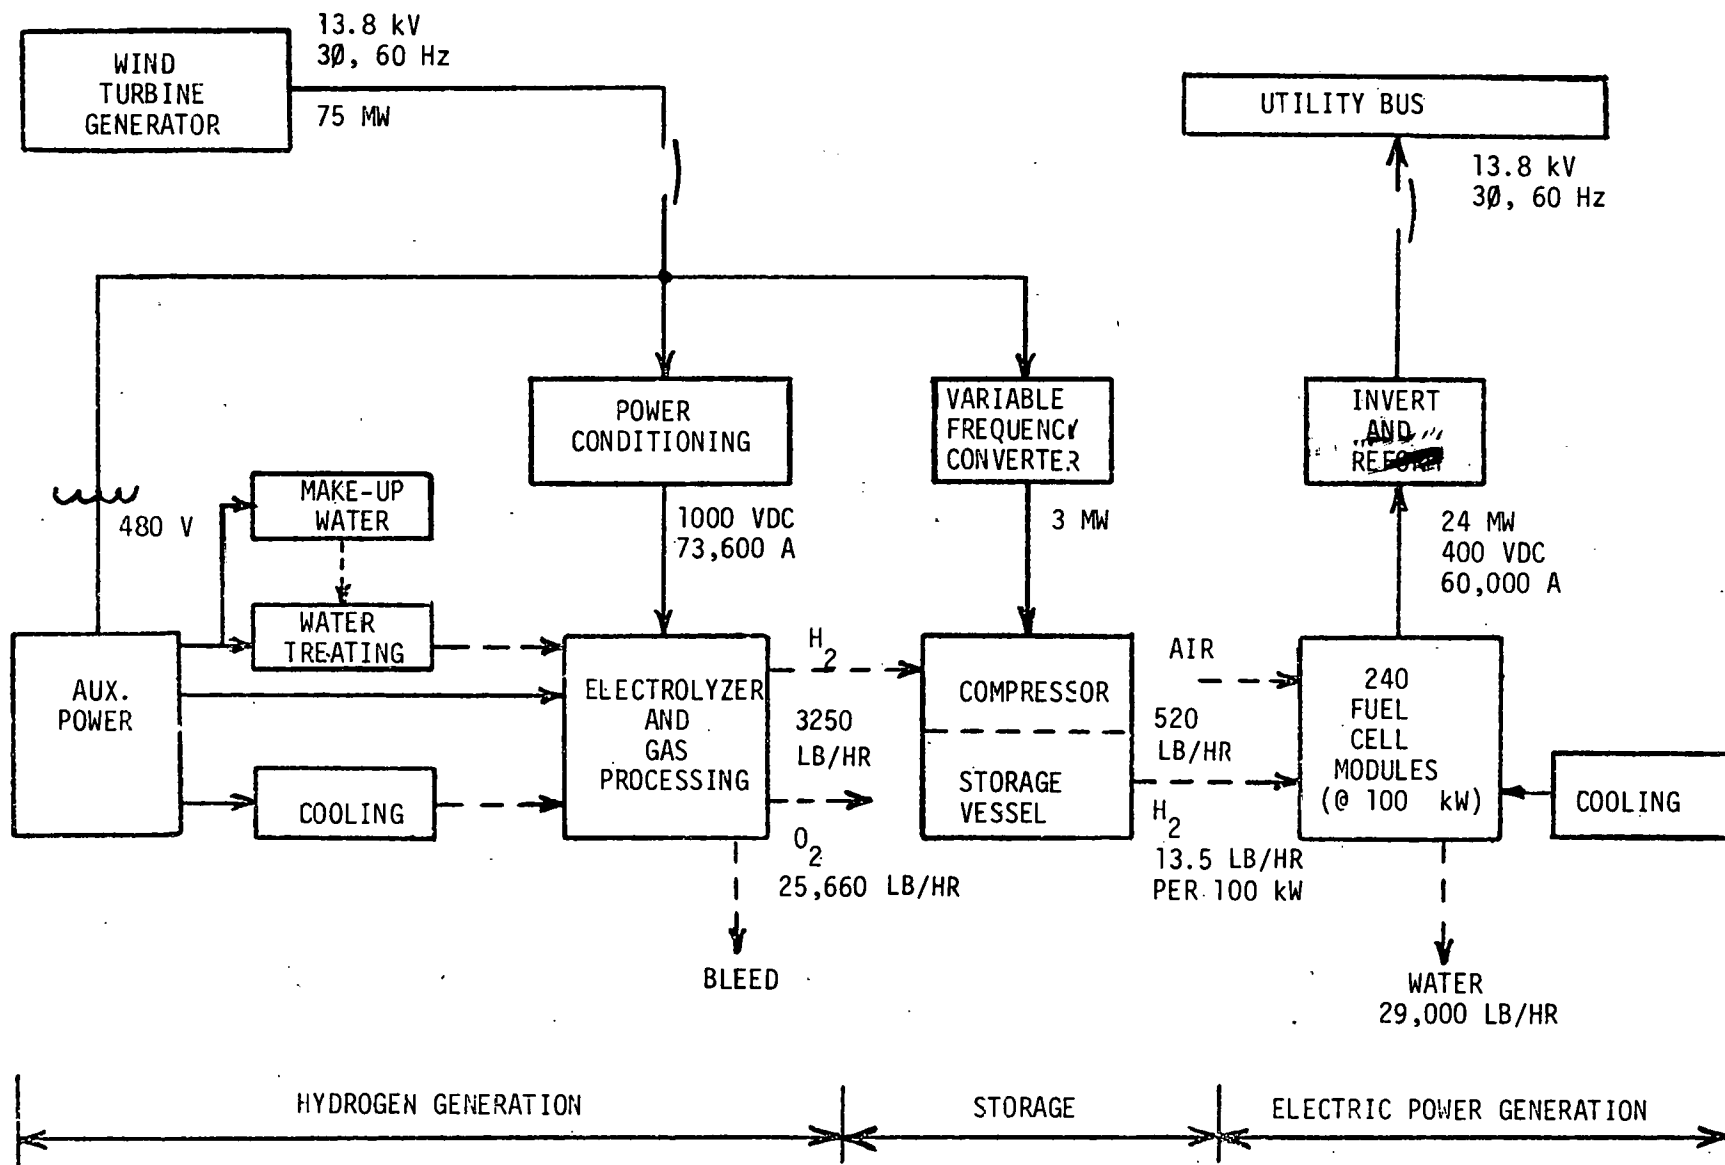 13.8 kV
3Ø, 60 Hz
75 MW
WIND
TURBINE
GENERATOR
UTILITY BUS
13.8 kV
3Ø, 60 Hz
POWER
CONDITIONING
VARIABLE
FREQUENCY
CONVERTER
INVERT
AND
480 V
MAKE-UP
WATER
1000 VDC
73,600 A
3 MW
24 MW
400 VDC
60,000 A
WATER
TREATING
AUX.
POWER
COOLING
ELECTROLYZER
AND
GAS
PROCESSING
H2
3250
LB/HR
O2
25,660 LB/HR
BLEED
COMPRESSOR
STORAGE
VESSEL
AIR
520
LB/HR
H2
13.5 LB/HR
PER 100 kW
240
FUEL
CELL
MODULES
(@ 100 kW)
COOLING
WATER
29,000 LB/HR
HYDROGEN GENERATION
STORAGE
ELECTRIC POWER GENERATION